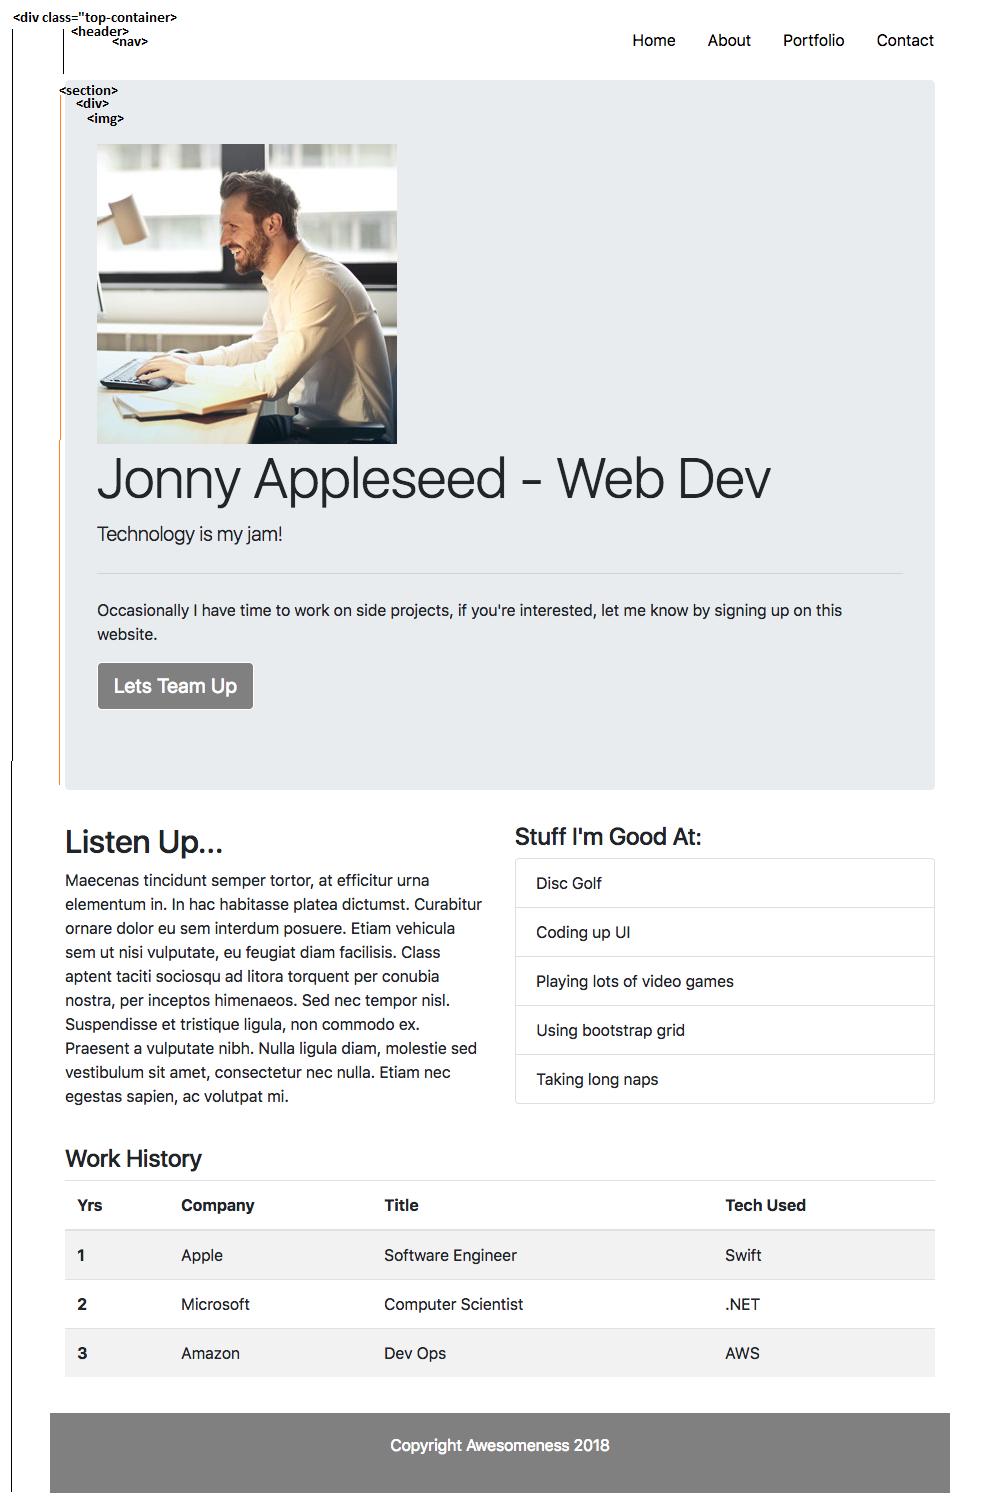 <div class="top-container>
<header>
<nav>
Home About Portfolio Contact
<section>
<div>
<img>
Jonny Appleseed - Web Dev
Technology is my jam!
Occasionally I have time to work on side projects, if you're interested, let me know by signing up on this
website.
Lets Team Up
Listen Up...
Maecenas tincidunt semper tortor, at efficitur urna
elementum in. In hac habitasse platea dictumst. Curabitur
ornare dolor eu sem interdum posuere. Etiam vehicula
sem ut nisi vulputate, eu feugiat diam facilisis. Class
aptent taciti sociosqu ad litora torquent per conubia
nostra, per inceptos himenaeos. Sed nec tempor nisl.
Suspendisse et tristique ligula, non commodo ex.
Praesent a vulputate nibh. Nulla ligula diam, molestie sed
vestibulum sit amet, consectetur nec nulla. Etiam nec
egestas sapien, ac volutpat mi.
Stuff I'm Good At:
Disc Golf
Coding up UI
Playing lots of video games
Using bootstrap grid
Taking long naps
Work History
Yrs Company Title Tech Used
1 Apple Software Engineer Swift
2 Microsoft Computer Scientist .NET
3 Amazon Dev Ops AWS
Copyright Awesomeness 2018